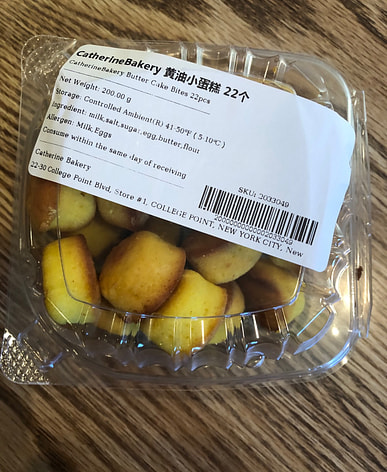 CatherineBakery 黄油小蛋糕 22个
CatherineBakery Butter Cake Bites 22pcs
Net Weight: 200.00 g
Storage: Controlled Ambient(R) 41-50°F ( 5-10°C )
Ingredient: milk,salt,sugar,egg,butter,flour
Allergen: Milk,Eggs
Consume within the same day of receiving
Catherine Bakery
22-30 College Point Blvd, Store #1, COLLEGE POINT, NEW YORK CITY, New
SKU: 2033049